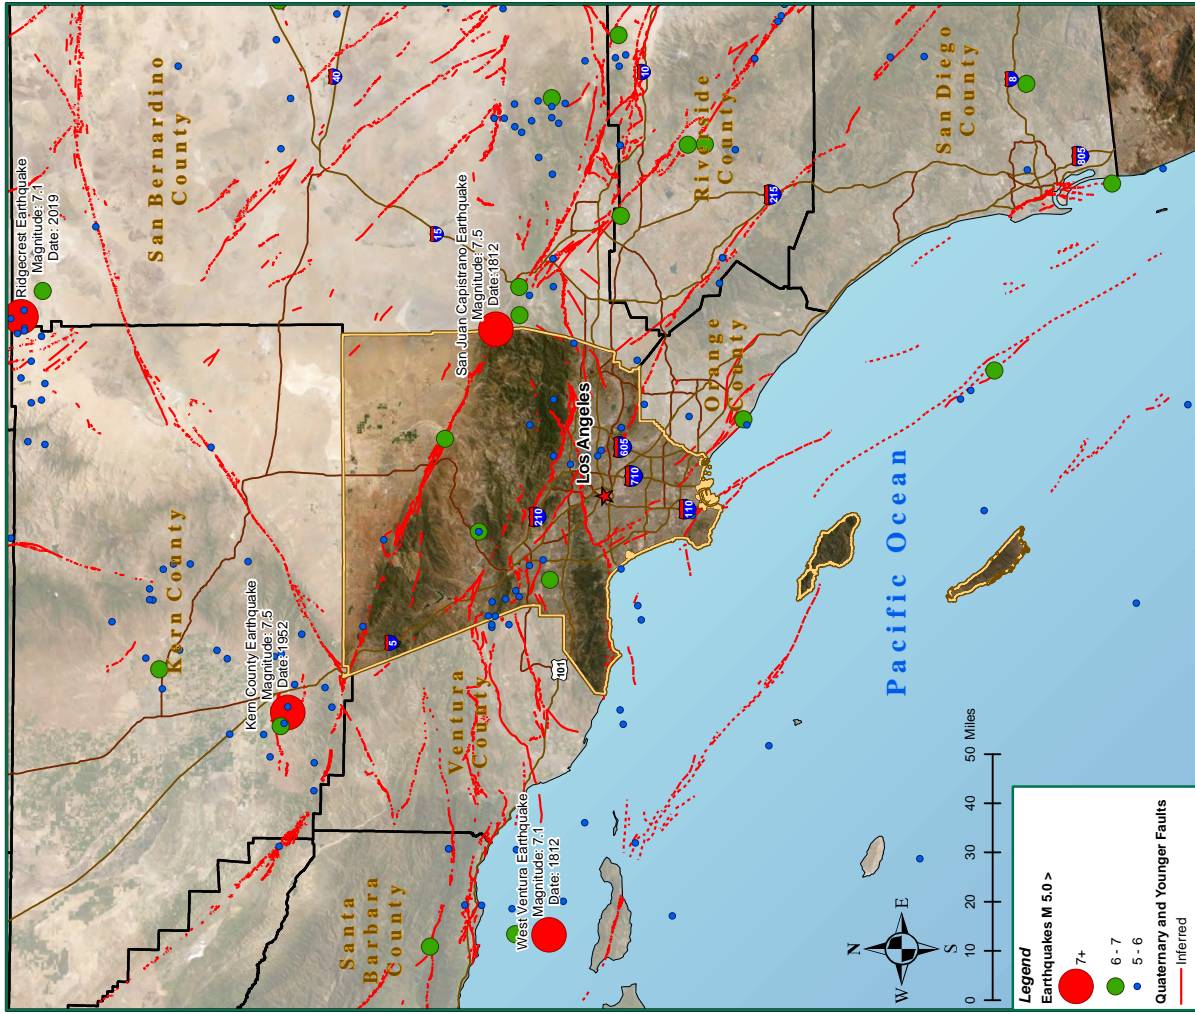 Ridgecrest Earthquake
Magnitude: 7.1
Date: 2019
San Bernardino
County
40
15
San Juan Capistrano Earthquake
Magnitude: 7.5
Date:1812
10
Riverside
County
215
San Diego
County
8
805
Kern County
Kern County Earthquake
Magnitude: 7.5
Date: 1952
5
210
Los Angeles
605
710
110
Orange
County
Ventura
County
101
West Ventura Earthquake
Magnitude: 7.1
Date: 1812
Santa
Barbara
County
Pacific Ocean
N
W
E
S
0 10 20 30 40 50 Miles
Legend
Earthquakes M 5.0 >
7+
6 - 7
5 - 6
Quaternary and Younger Faults
Inferred